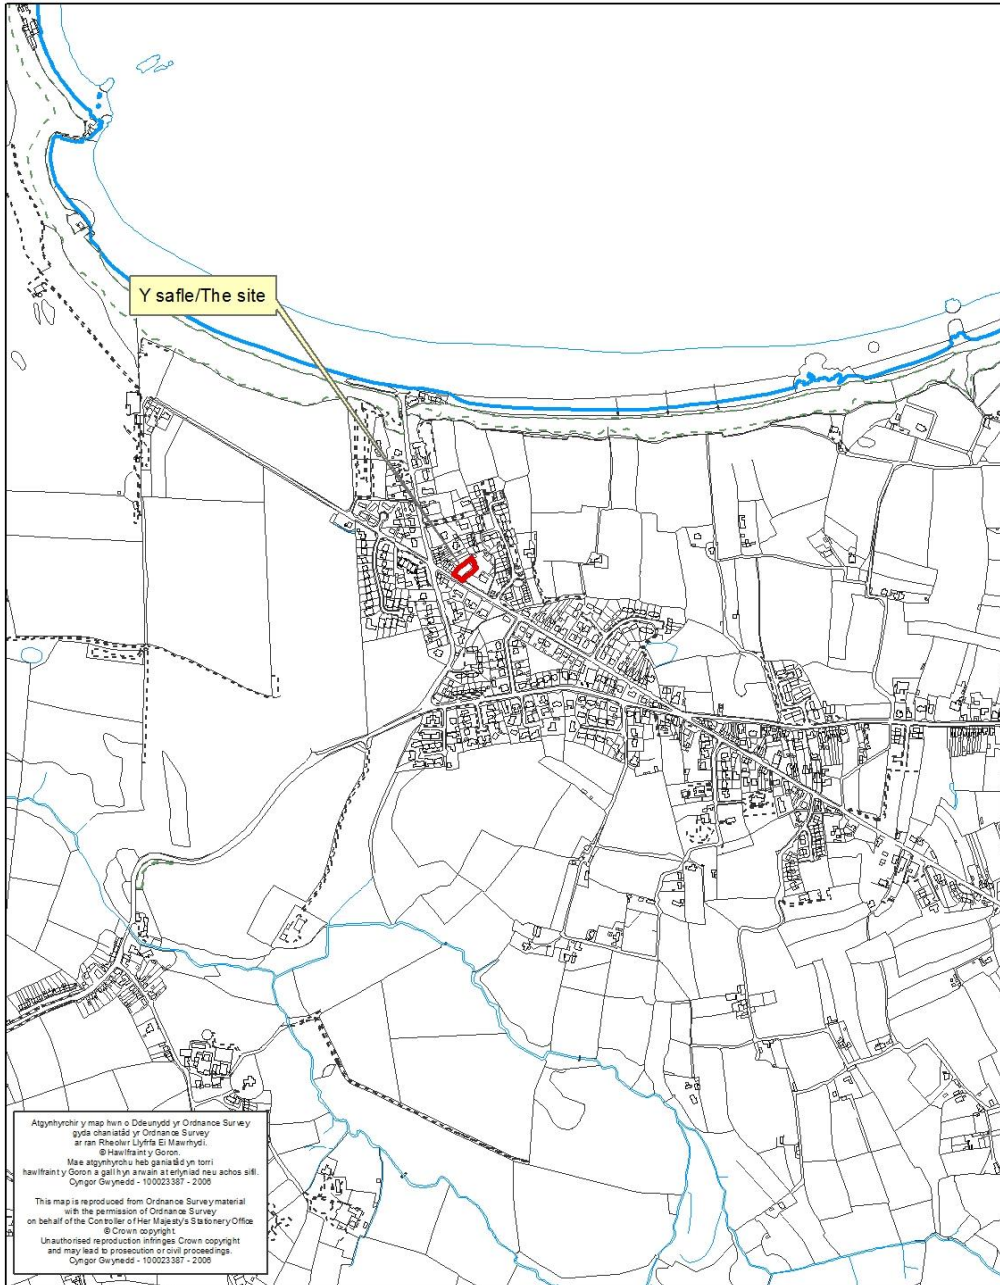 Y safle/The site
Atgynhyrchir y map hwn o Ddeunydd yr Ordnance Survey
gyda chaniatâd yr Ordnance Survey
ar ran Rheolwr Llyfrfa Ei Mawrhydi.
© Hawlfraint y Goron.
Mae atgynhyrchu heb ganiatâd yn torri
hawlfraint y Goron a gall hyn arwain at erlyniad neu achos sifil.
Cyngor Gwynedd - 100023387 - 2006
This map is reproduced from Ordnance Survey material
with the permission of Ordnance Survey
on behalf of the Controller of Her Majesty's Stationery Office
© Crown copyright.
Unauthorised reproduction infringes Crown copyright
and may lead to prosecution or civil proceedings.
Cyngor Gwynedd - 100023387 - 2006